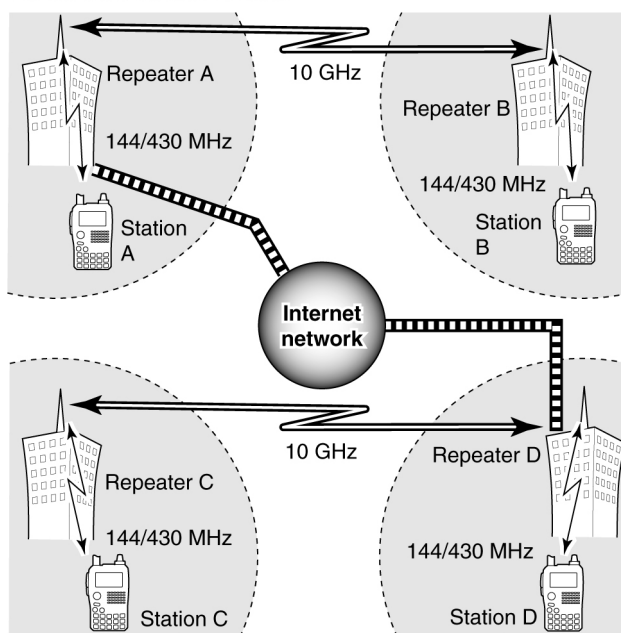 Repeater A
10 GHz
Repeater B
144/430 MHz
144/430 MHz
Station
A
Station
B
Internet
network
10 GHz
Repeater C
Repeater D
144/430 MHz
144/430 MHz
Station C
Station D